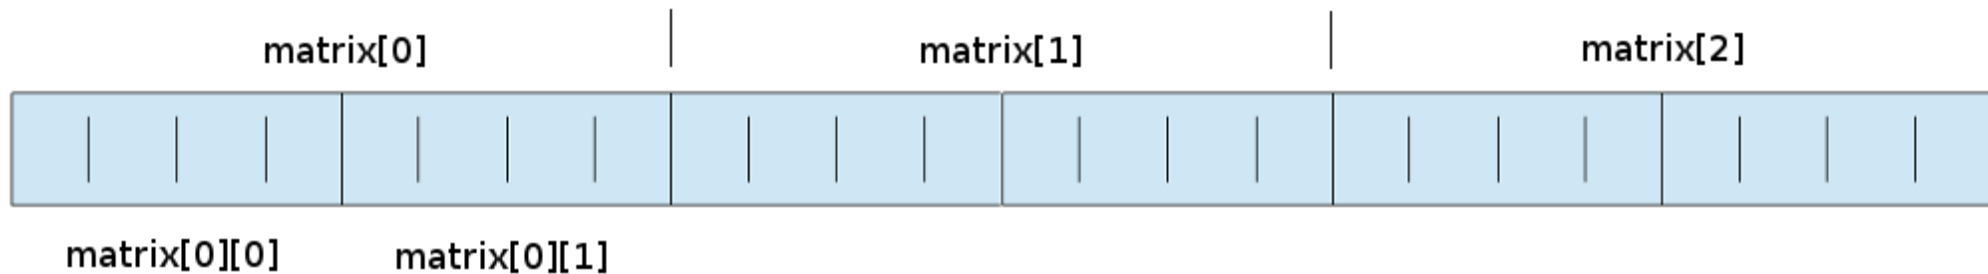 matrix[0] matrix[1] matrix[2]
matrix[0][0] matrix[0][1]